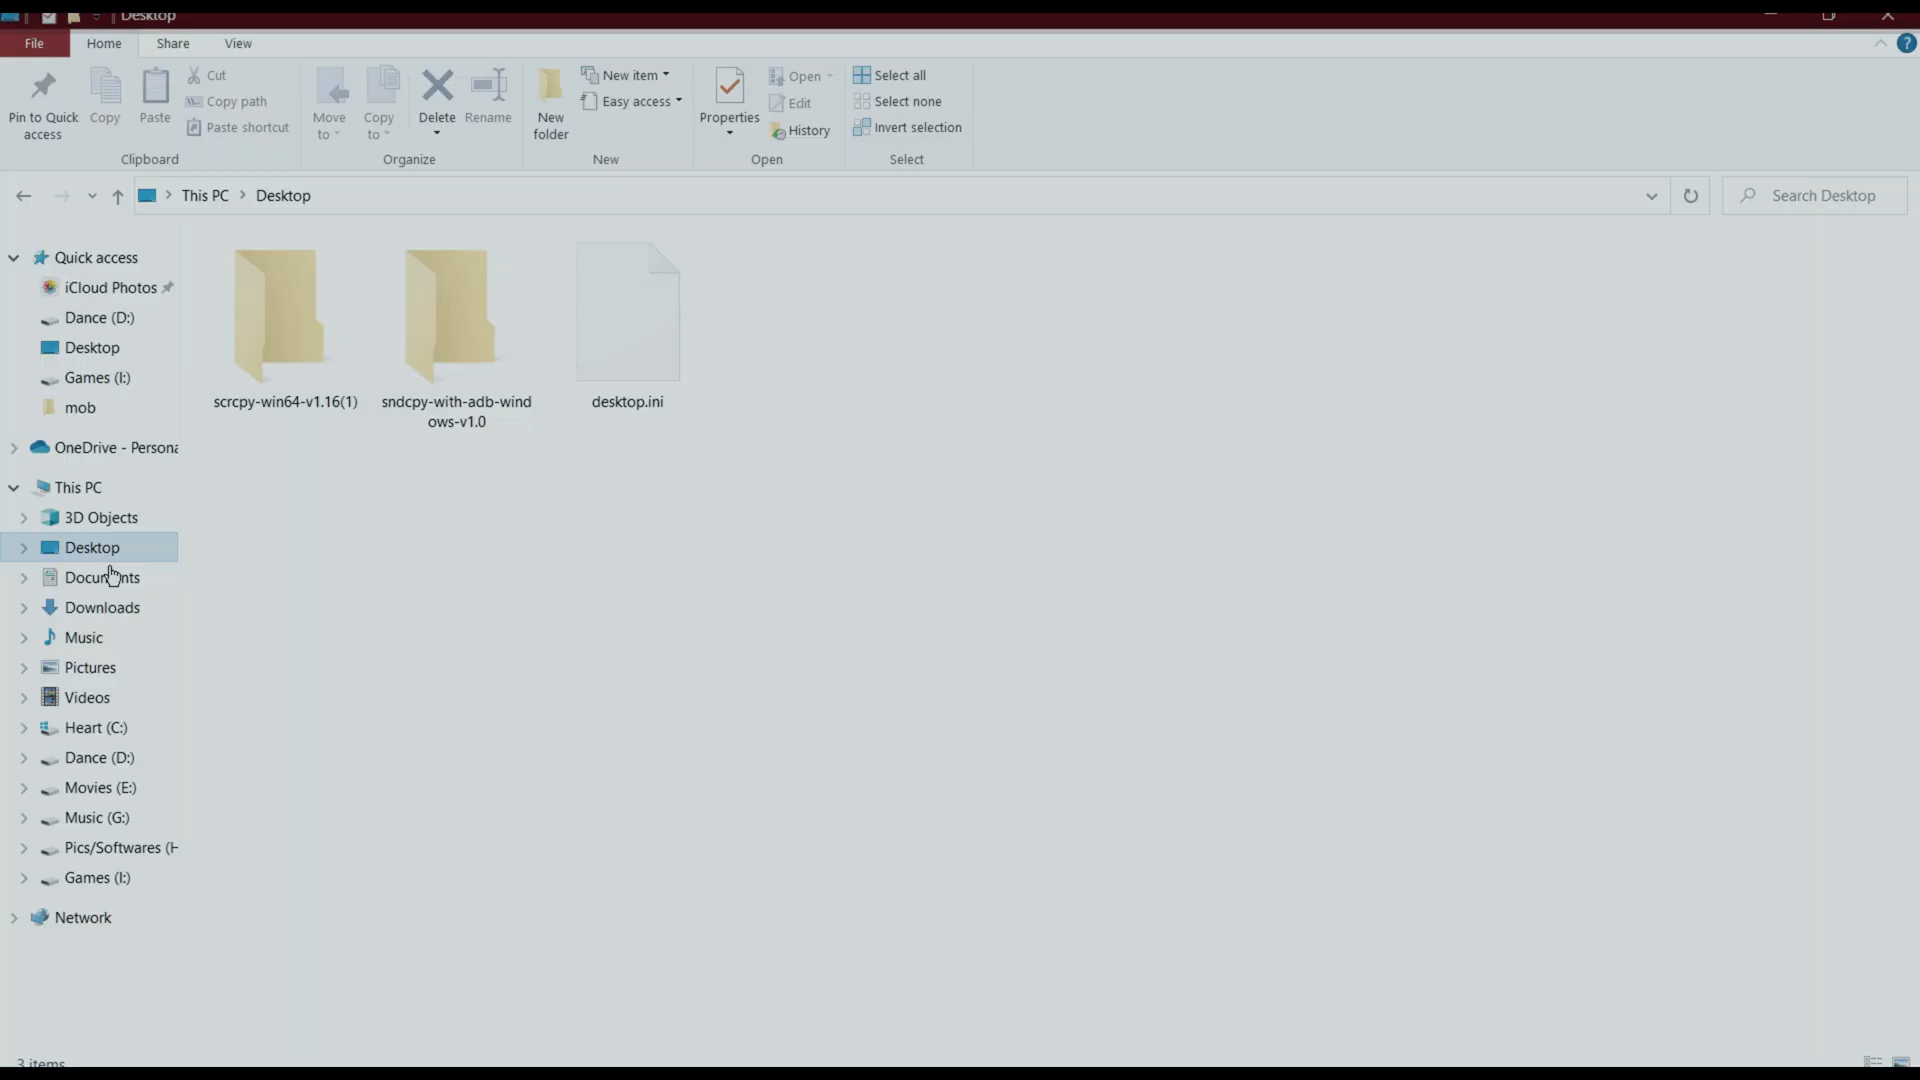 Desktop
File Home Share View
Pin to Quick access
Copy
Paste
Cut
Copy path
Paste shortcut
Clipboard
Move to
Copy to
Delete
Rename
Organize
New folder
New item
Easy access
New
Properties
Open
Edit
History
Open
Select all
Select none
Invert selection
Select
This PC > Desktop
Search Desktop
Quick access
iCloud Photos
Dance (D:)
Desktop
Games (I:)
mob
OneDrive - Persona
This PC
3D Objects
Desktop
Documents
Downloads
Music
Pictures
Videos
Heart (C:)
Dance (D:)
Movies (E:)
Music (G:)
Pics/Softwares (H
Games (I:)
Network
scrcpy-win64-v1.16(1)
sndcpy-with-adb-wind
ows-v1.0
desktop.ini
3 items